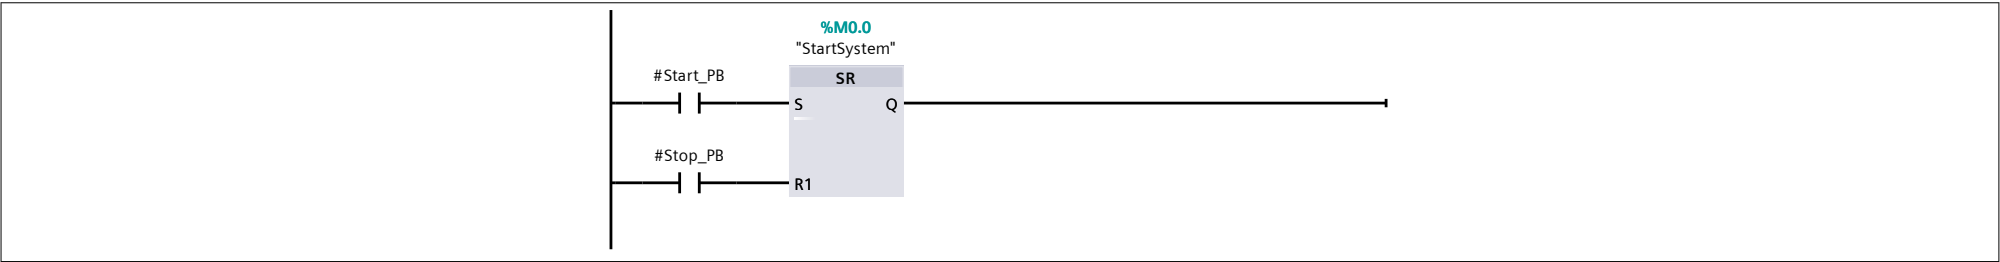 %M0.0
"StartSystem"
#Start_PB
SR
S Q
#Stop_PB
R1